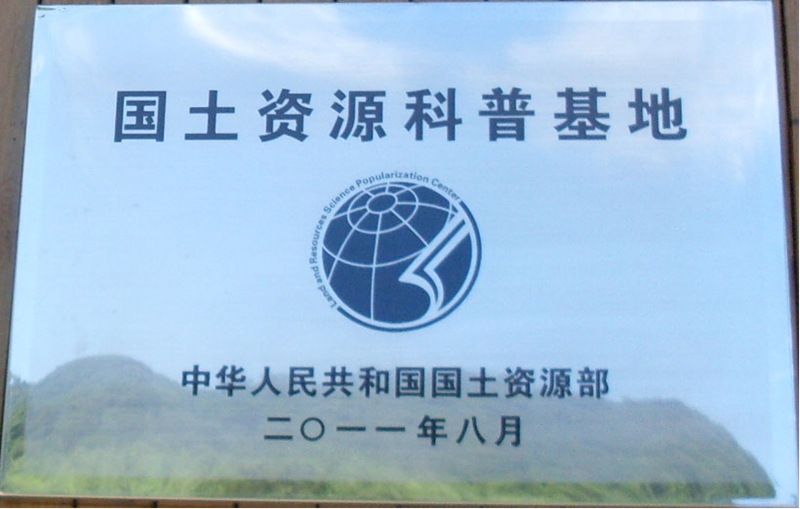 国土资源科普基地
Land and Resources Science Popularization Center
中华人民共和国国土资源部
二〇一一年八月